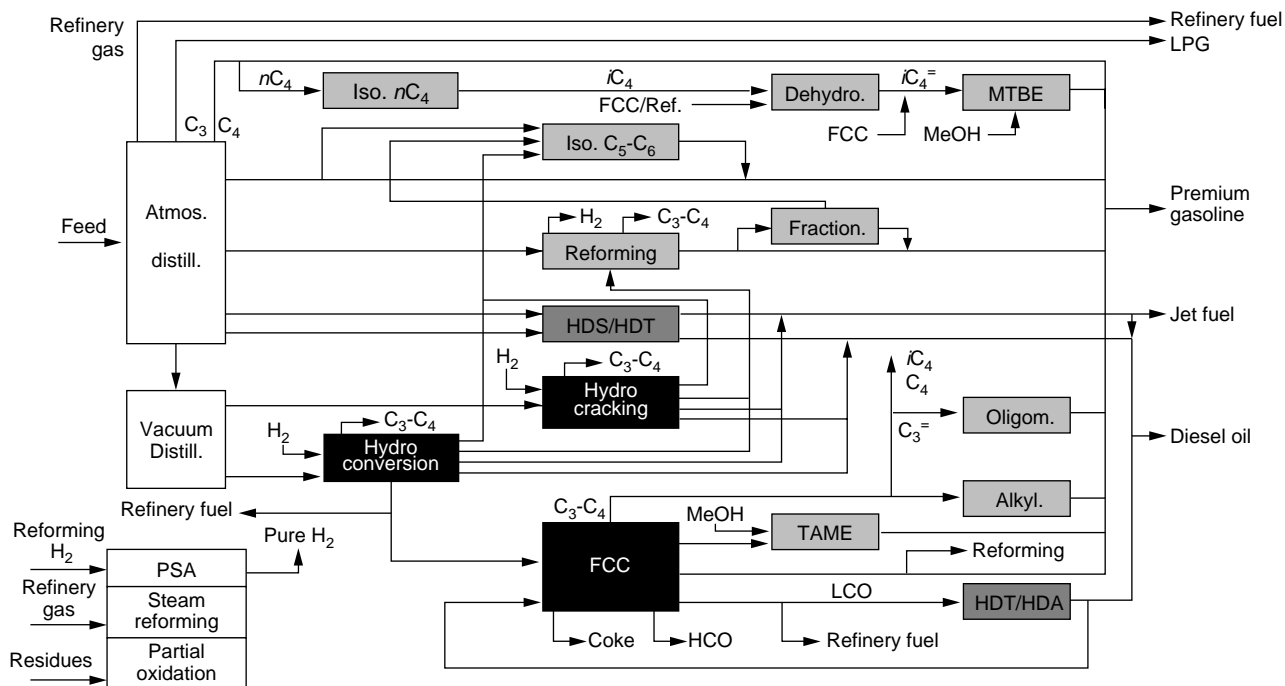 Refinery
gas
Refinery fuel
LPG
C₃
C₄
nC₄
Iso. nC₄
iC₄
FCC/Ref.
Dehydro.
iC₄⁼
MTBE
FCC
MeOH
Iso. C₅-C₆
Premium
gasoline
Feed
Atmos.
distill.
H₂
C₃-C₄
Reforming
Fraction.
HDS/HDT
Jet fuel
H₂
C₃-C₄
Hydro
cracking
iC₄
C₄
C₃⁼
Oligom.
Diesel oil
Vacuum
Distill.
H₂
C₃-C₄
Hydro
conversion
Refinery fuel
C₃-C₄
Alkyl.
MeOH
TAME
Reforming
FCC
LCO
HDT/HDA
Coke
HCO
Refinery fuel
Reforming
H₂
Pure H₂
PSA
Refinery
gas
Steam
reforming
Residues
Partial
oxidation